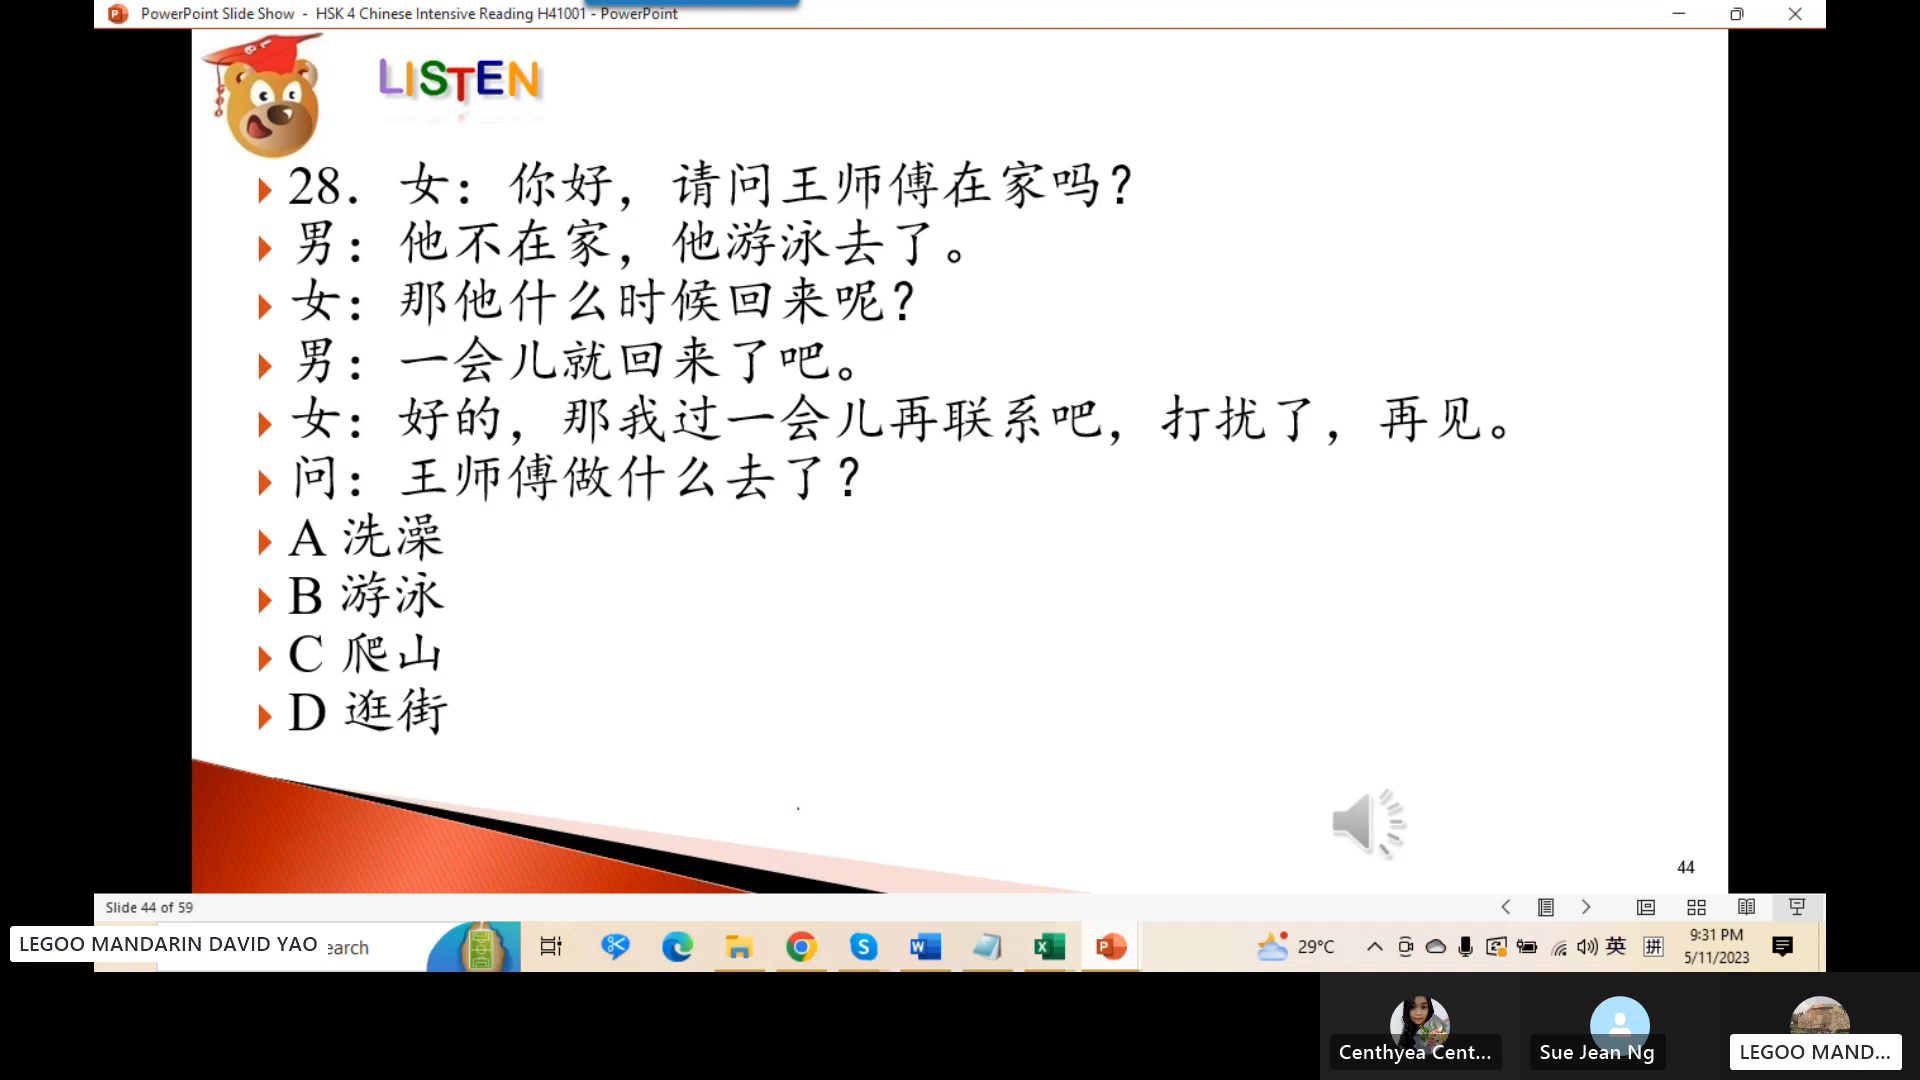 PowerPoint Slide Show - HSK 4 Chinese Intensive Reading H41001 - PowerPoint
LISTEN
28. 女：你好，请问王师傅在家吗？
男：他不在家，他游泳去了。
女：那他什么时候回来呢？
男：一会儿就回来了吧。
女：好的，那我过一会儿再联系吧，打扰了，再见。
问：王师傅做什么去了？
A 洗澡
B 游泳
C 爬山
D 逛街
44
Slide 44 of 59
LEGOO MANDARIN DAVID YAO
earch
29°C
英
拼
9:31 PM
5/11/2023
Centhyea Cent...
Sue Jean Ng
LEGOO MAND...